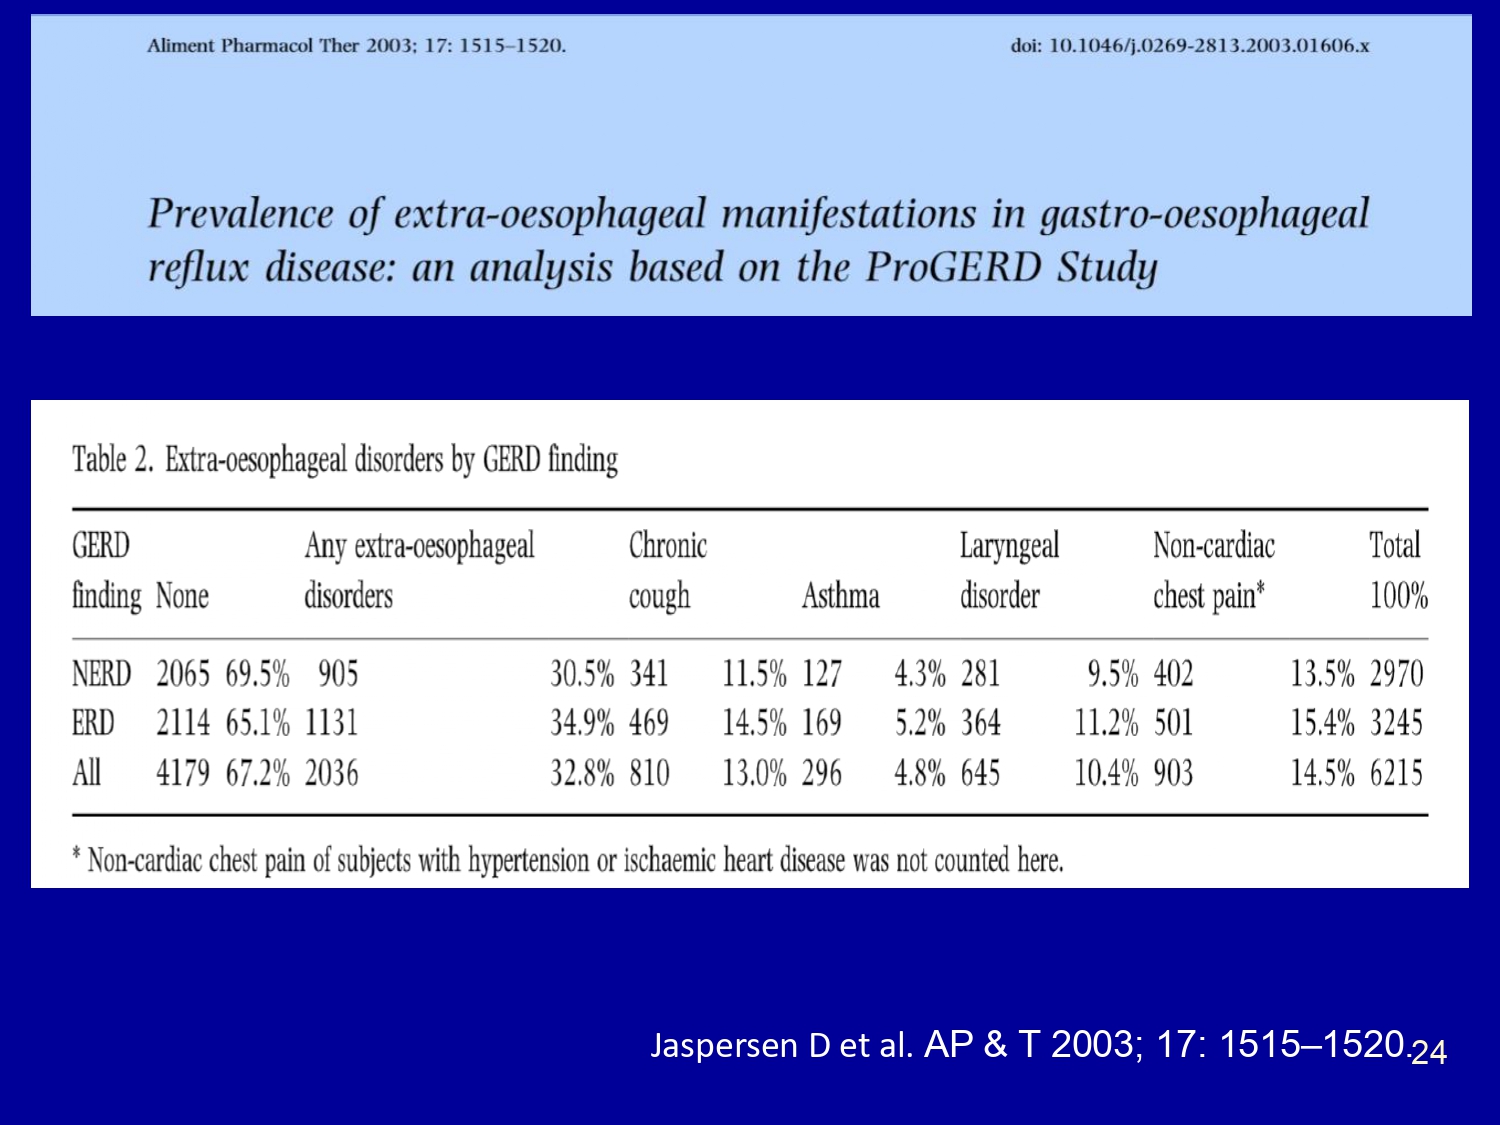 Aliment Pharmacol Ther 2003; 17: 1515–1520. doi: 10.1046/j.0269-2813.2003.01606.x
Prevalence of extra-oesophageal manifestations in gastro-oesophageal
reflux disease: an analysis based on the ProGERD Study
Table 2. Extra-oesophageal disorders by GERD finding
GERD Any extra-oesophageal Chronic Laryngeal Non-cardiac Total
finding None disorders cough Asthma disorder chest pain* 100%
NERD 2065 69.5% 905 30.5% 341 11.5% 127 4.3% 281 9.5% 402 13.5% 2970
ERD 2114 65.1% 1131 34.9% 469 14.5% 169 5.2% 364 11.2% 501 15.4% 3245
All 4179 67.2% 2036 32.8% 810 13.0% 296 4.8% 645 10.4% 903 14.5% 6215
* Non-cardiac chest pain of subjects with hypertension or ischaemic heart disease was not counted here.
Jaspersen D et al. AP & T 2003; 17: 1515–1520.
24